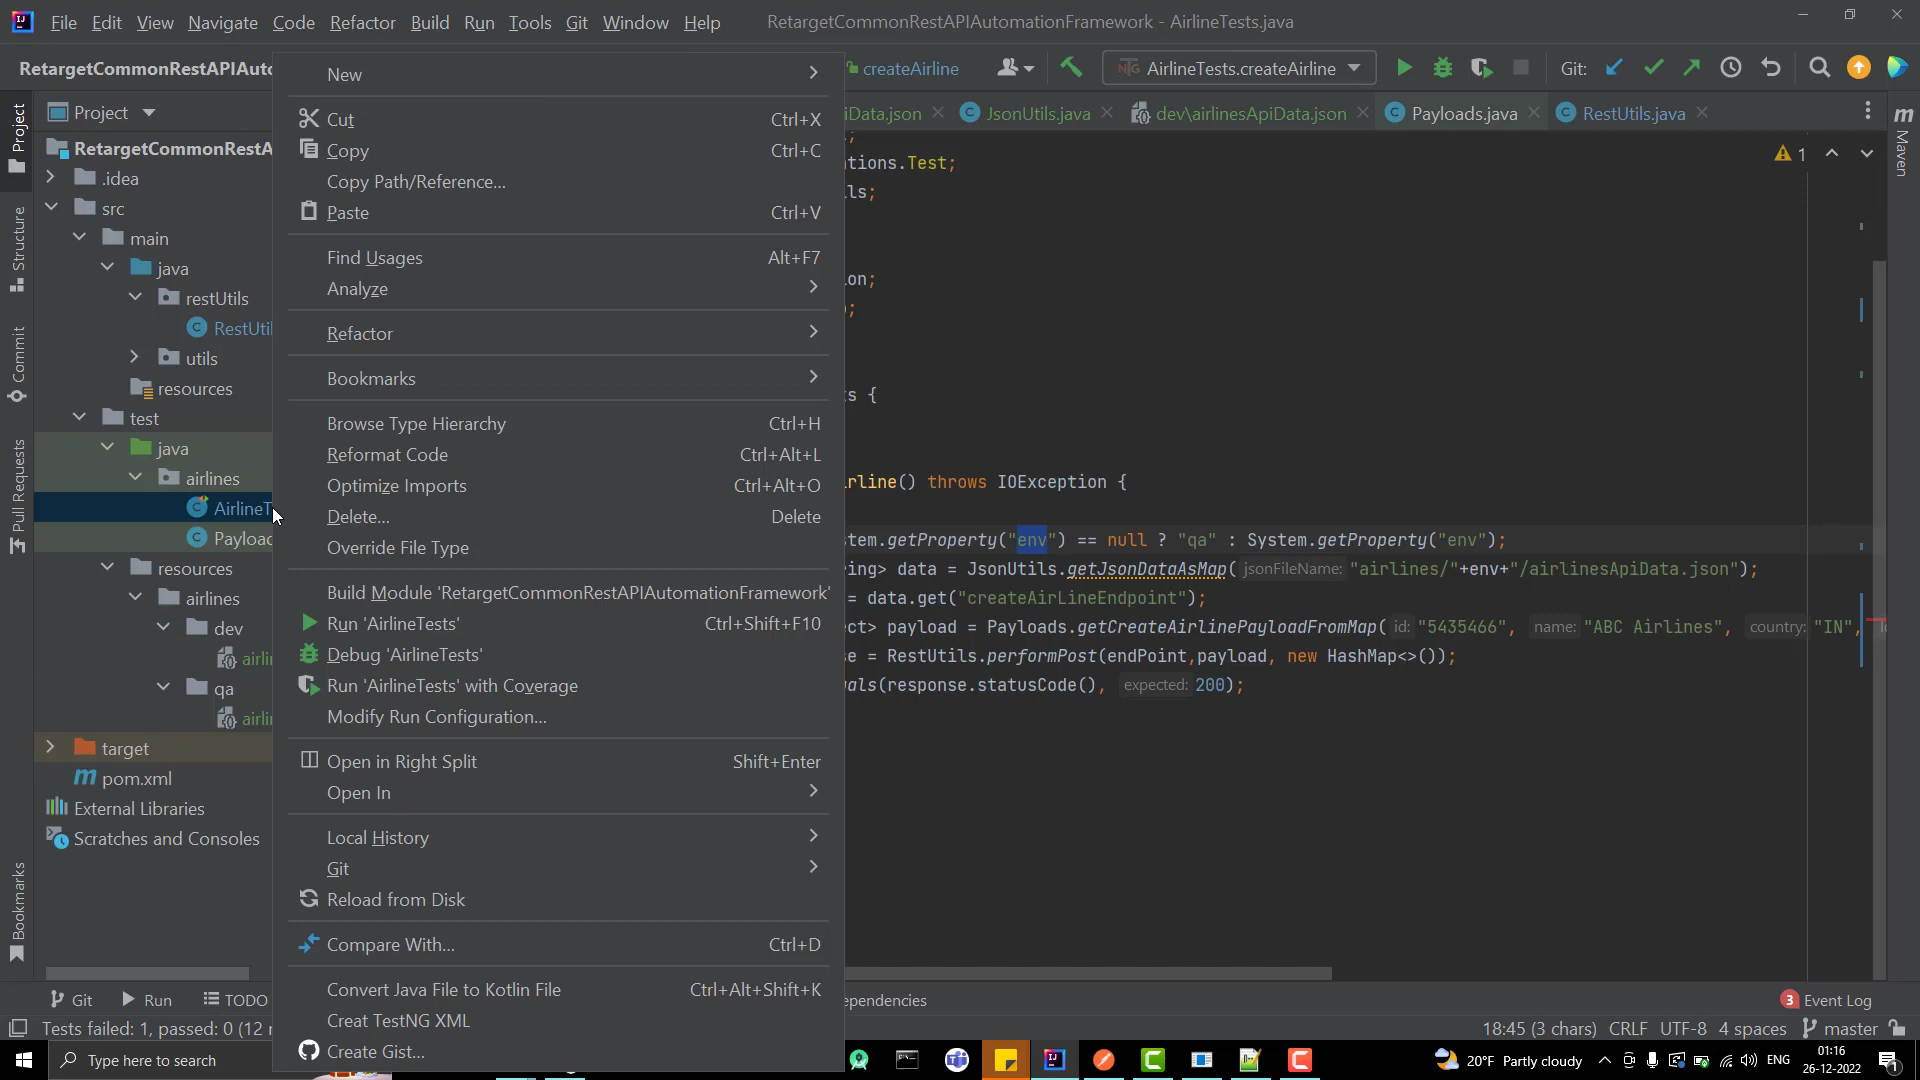 File Edit View Navigate Code Refactor Build Run Tools Git Window Help RetargetCommonRestAPIAutomationFramework - AirlineTests.java
RetargetCommonRestAPIAuto createAirline AirlineTests.createAirline Git:
Project
iData.json JsonUtils.java dev\airlinesApiData.json Payloads.java RestUtils.java
RetargetCommonRestA
.idea
src
main
java
restUtils
RestUtil
utils
resources
test
java
airlines
AirlineT
Payload
resources
airlines
dev
airli
qa
airli
target
pom.xml
External Libraries
Scratches and Consoles
Project
Structure
Commit
Pull Requests
Bookmarks
New
Cut Ctrl+X
Copy Ctrl+C
Copy Path/Reference...
Paste Ctrl+V
Find Usages Alt+F7
Analyze
Refactor
Bookmarks
Browse Type Hierarchy Ctrl+H
Reformat Code Ctrl+Alt+L
Optimize Imports Ctrl+Alt+O
Delete... Delete
Override File Type
Build Module 'RetargetCommonRestAPIAutomationFramework'
Run 'AirlineTests' Ctrl+Shift+F10
Debug 'AirlineTests'
Run 'AirlineTests' with Coverage
Modify Run Configuration...
Open in Right Split Shift+Enter
Open In
Local History
Git
Reload from Disk
Compare With... Ctrl+D
Convert Java File to Kotlin File Ctrl+Alt+Shift+K
Creat TestNG XML
Create Gist...
tions.Test;
ls;
on;
;
s {
rline() throws IOException {
tem.getProperty("env") == null ? "qa" : System.getProperty("env");
ing> data = JsonUtils.getJsonDataAsMap( jsonFileName: "airlines/"+env+"/airlinesApiData.json");
= data.get("createAirLineEndpoint");
ct> payload = Payloads.getCreateAirlinePayloadFromMap( id: "5435466", name: "ABC Airlines", country: "IN",
e = RestUtils.performPost(endPoint,payload, new HashMap<>());
als(response.statusCode(), expected: 200);
1
m
Maven
Git Run TODO ependencies 3 Event Log
Tests failed: 1, passed: 0 (12 18:45 (3 chars) CRLF UTF-8 4 spaces master
Type here to search 20°F Partly cloudy ENG 01:16
26-12-2022
1